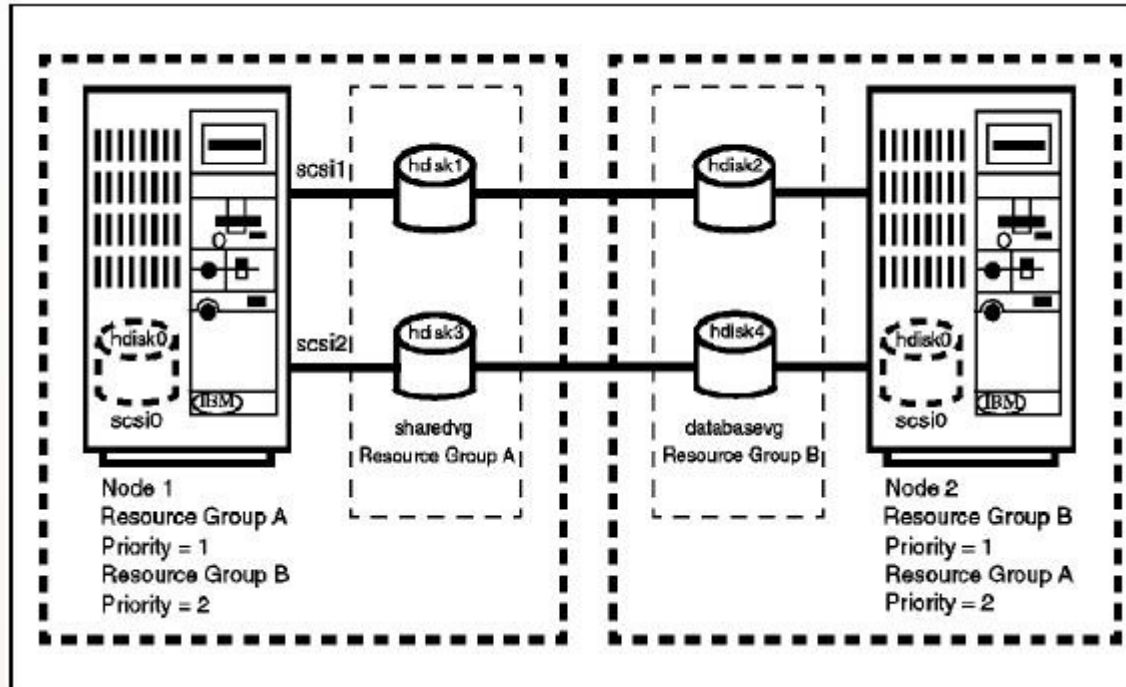 scsi1
hdisk1
hdisk2
hdisk0
scsi2
hdisk3
hdisk4
hdisk0
IBM
scsi0
sharedvg
Resource Group A
databasevg
Resource Group B
scsi0
IBM
Node 1
Resource Group A
Priority = 1
Resource Group B
Priority = 2
Node 2
Resource Group B
Priority = 1
Resource Group A
Priority = 2